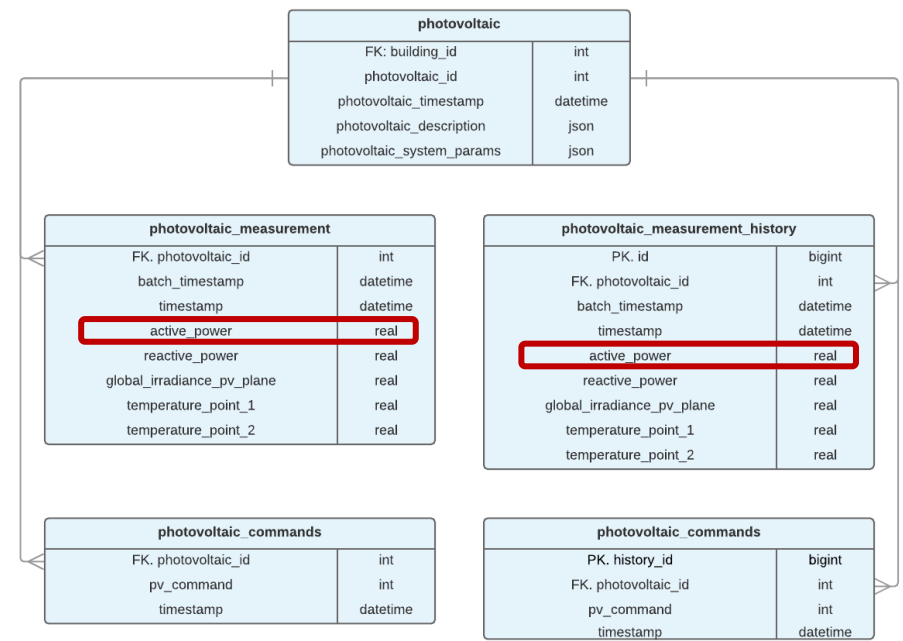 photovoltaic
FK: building_id int
photovoltaic_id int
photovoltaic_timestamp datetime
photovoltaic_description json
photovoltaic_system_params json
photovoltaic_measurement
FK. photovoltaic_id int
batch_timestamp datetime
timestamp datetime
active_power real
reactive_power real
global_irradiance_pv_plane real
temperature_point_1 real
temperature_point_2 real
photovoltaic_measurement_history
PK. id bigint
FK. photovoltaic_id int
batch_timestamp datetime
timestamp datetime
active_power real
reactive_power real
global_irradiance_pv_plane real
temperature_point_1 real
temperature_point_2 real
photovoltaic_commands
FK. photovoltaic_id int
pv_command int
timestamp datetime
photovoltaic_commands
PK. history_id bigint
FK. photovoltaic_id int
pv_command int
timestamp datetime